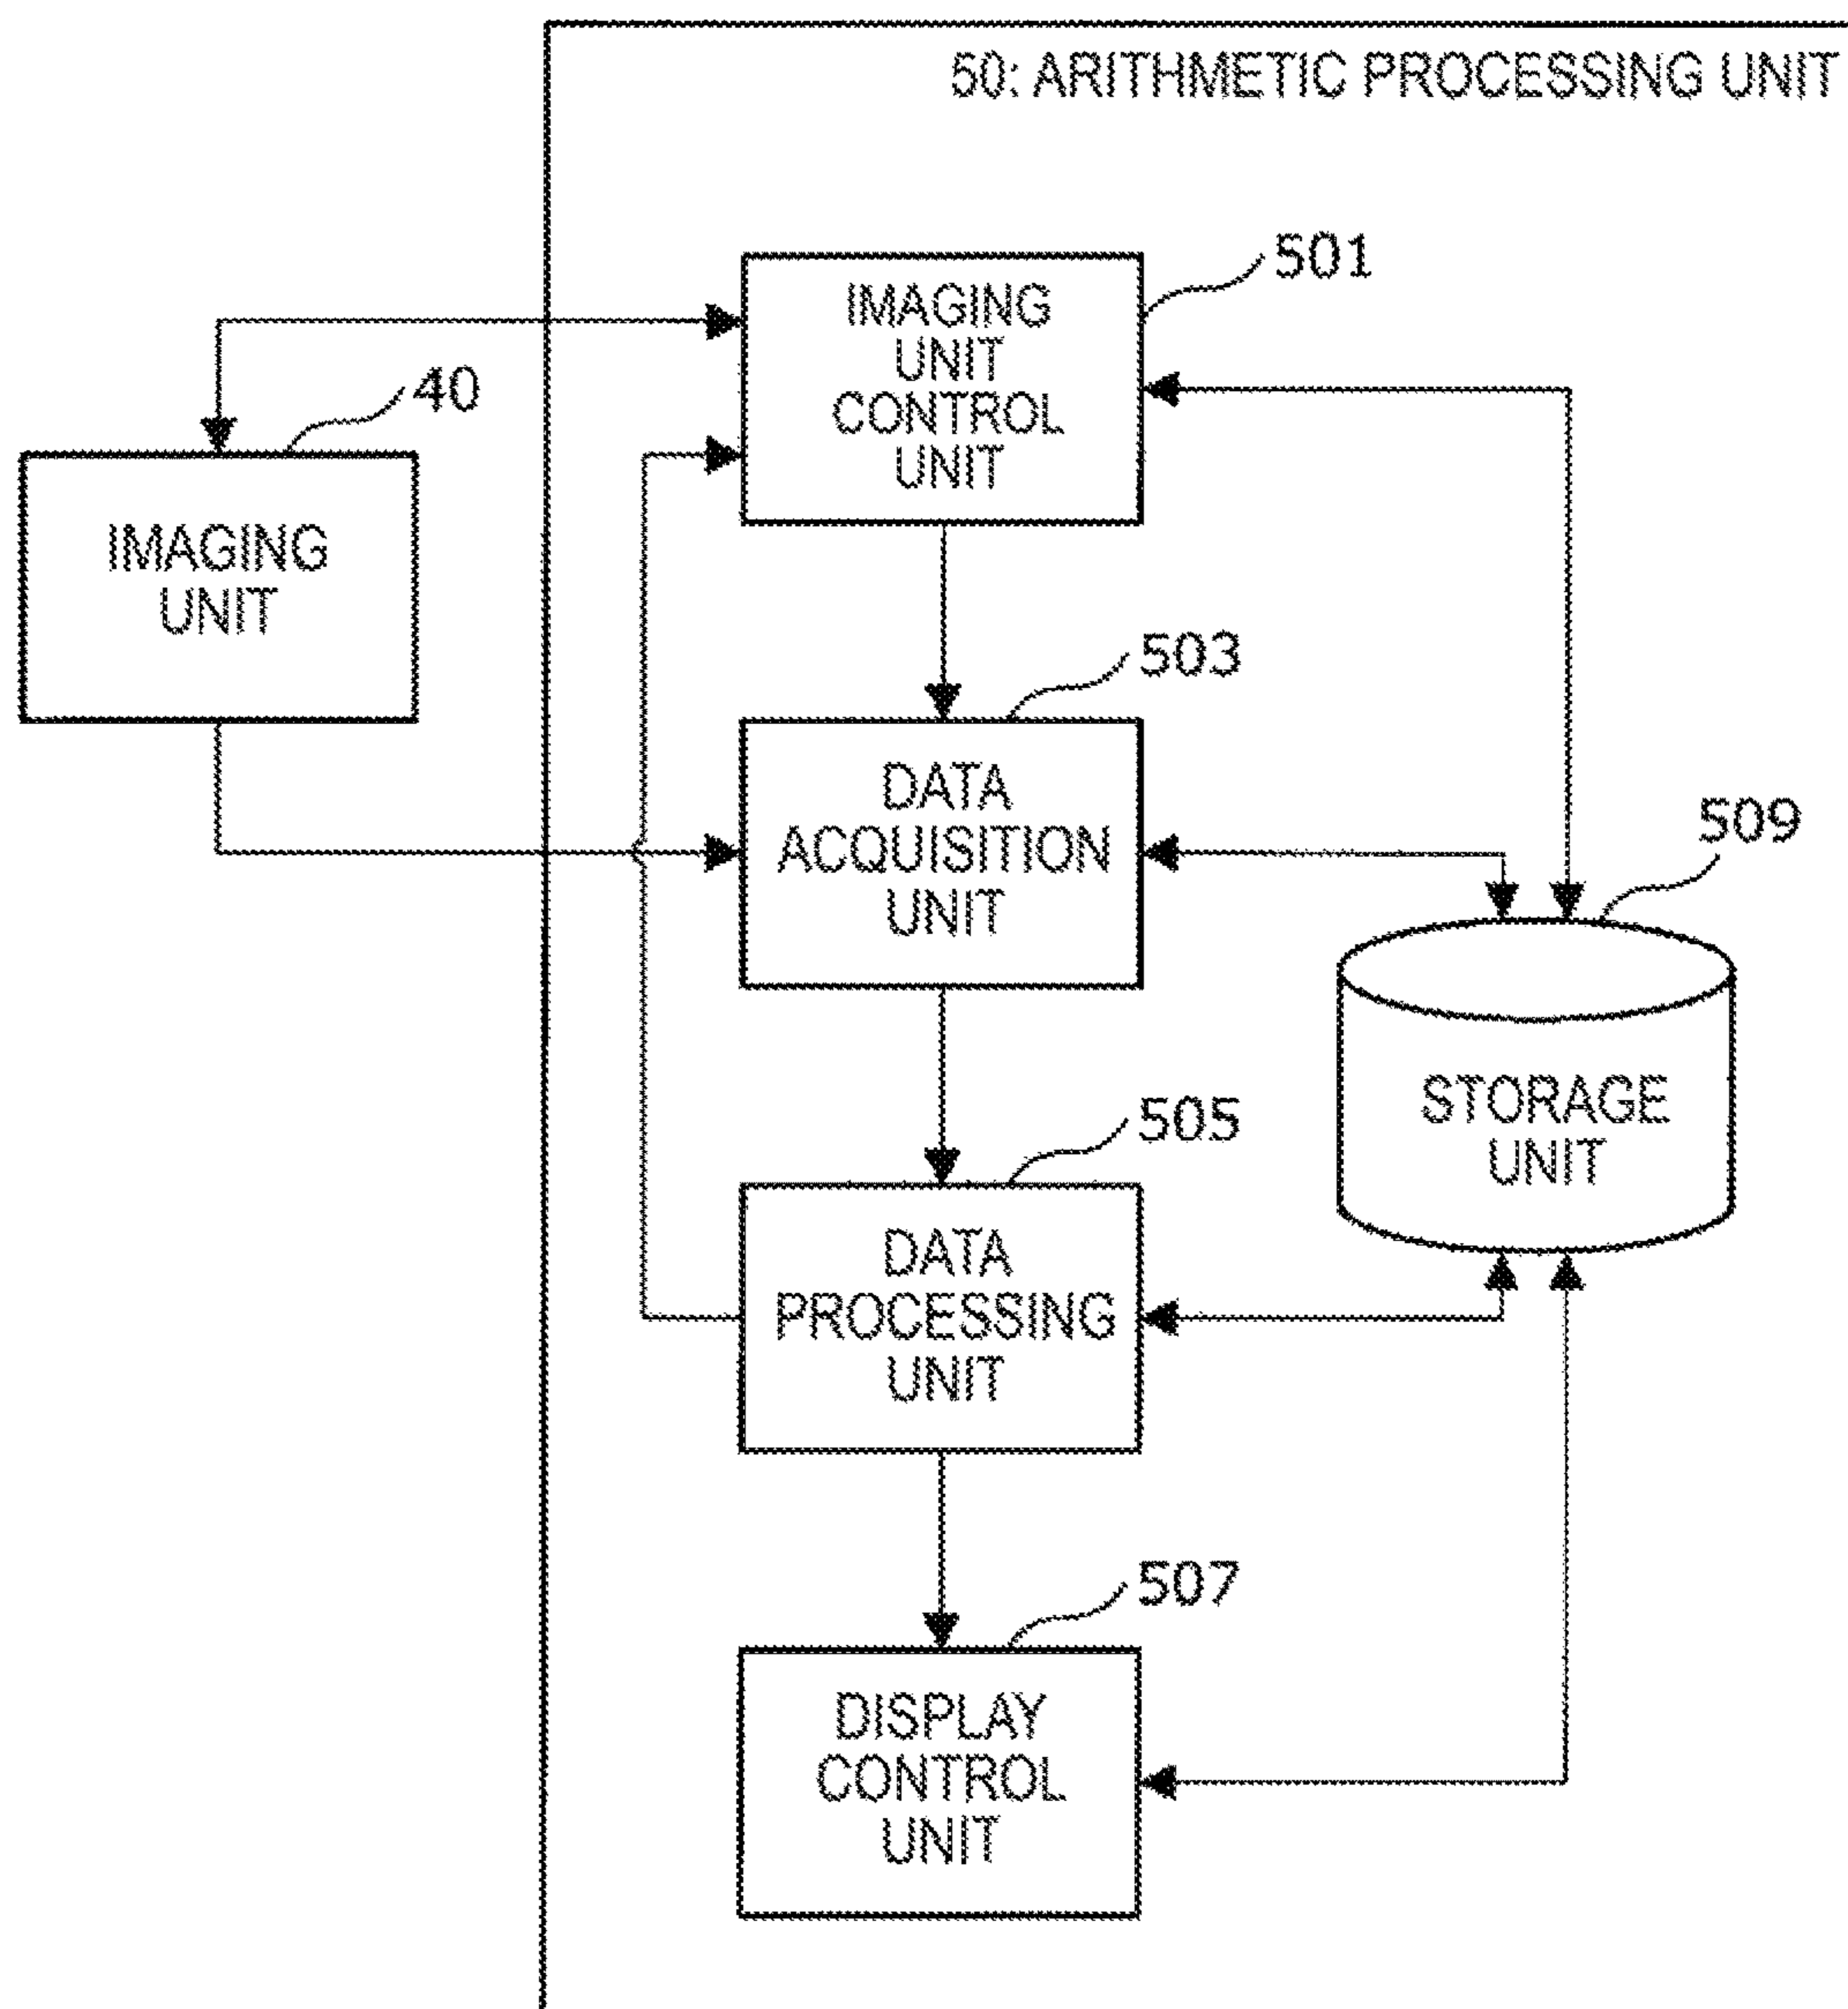 50: ARITHMETIC PROCESSING UNIT
501
IMAGING
UNIT
CONTROL
UNIT
40
IMAGING
UNIT
503
DATA
ACQUISITION
UNIT
509
STORAGE
UNIT
505
DATA
PROCESSING
UNIT
507
DISPLAY
CONTROL
UNIT